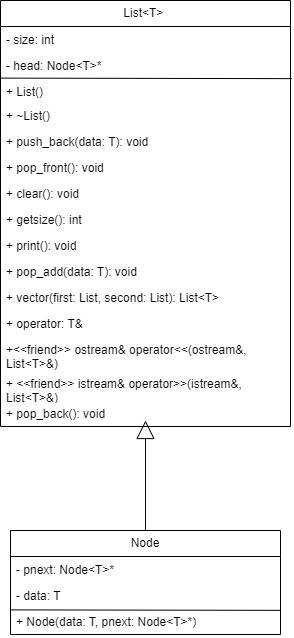 List<T>
- size: int
- head: Node<T>*
+ List()
+ ~List()
+ push_back(data: T): void
+ pop_front(): void
+ clear(): void
+ getsize(): int
+ print(): void
+ pop_add(data: T): void
+ vector(first: List, second: List): List<T>
+ operator: T&
+<<friend>> ostream& operator<<(ostream&,
List<T>&)
+ <<friend>> istream& operator>>(istream&,
List<T>&)
+ pop_back(): void
Node
- pnext: Node<T>*
- data: T
+ Node(data: T, pnext: Node<T>*)